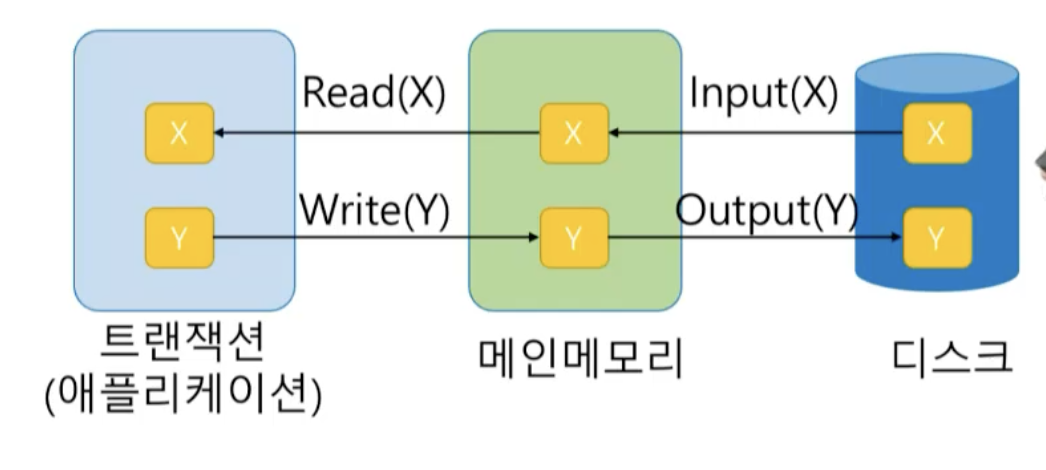 Read(X)
Input(X)
X
X
X
Write(Y)
Output(Y)
Y
Y
Y
트랜잭션
(애플리케이션)
메인메모리
디스크